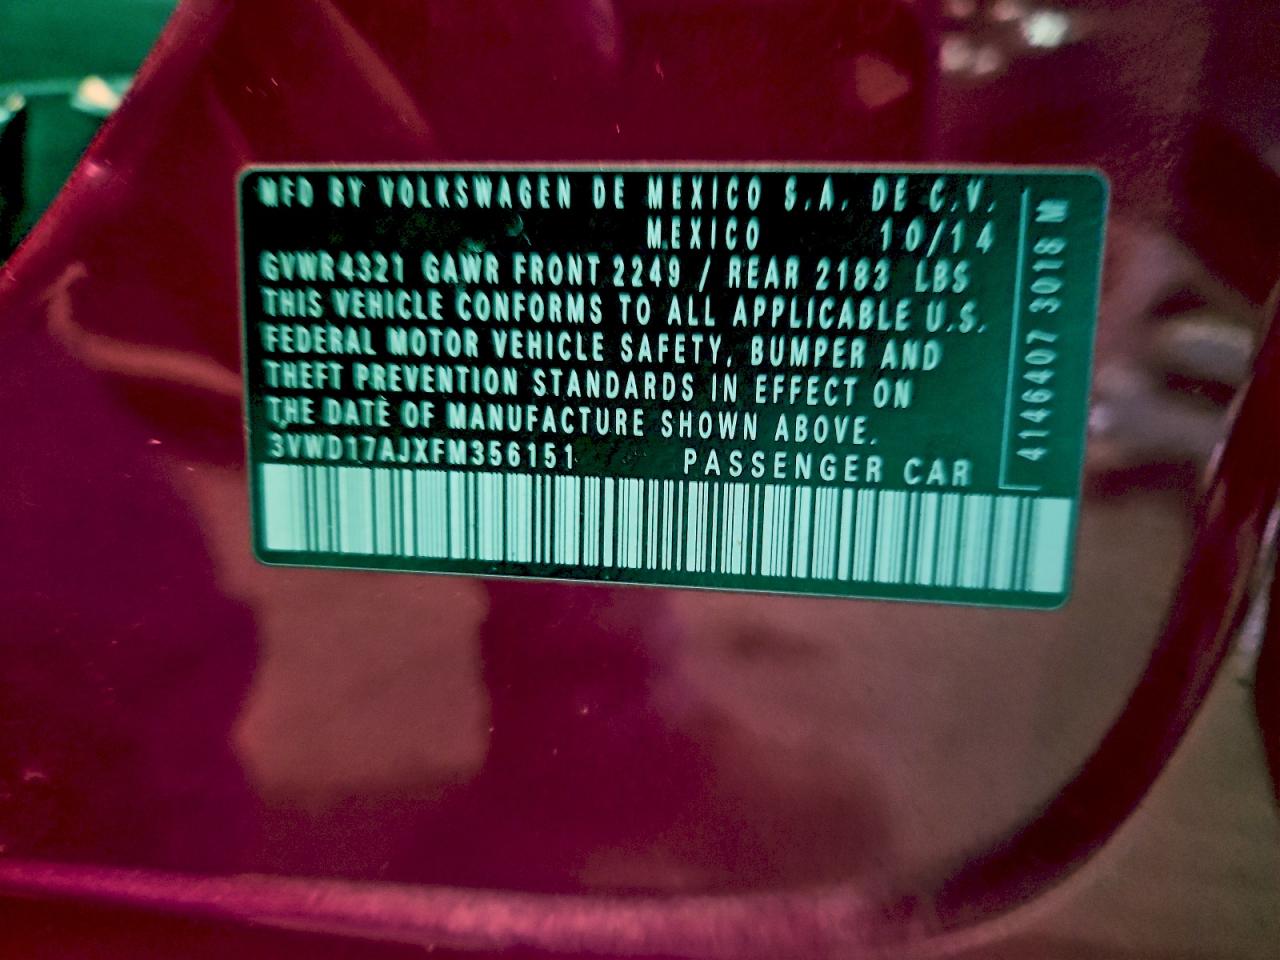 MFD BY VOLKSWAGEN DE MEXICO S.A. DE C.V.
MEXICO 10/14
GVWR4321 GAWR FRONT 2249 / REAR 2183 LBS
THIS VEHICLE CONFORMS TO ALL APPLICABLE U.S.
FEDERAL MOTOR VEHICLE SAFETY, BUMPER AND
THEFT PREVENTION STANDARDS IN EFFECT ON
THE DATE OF MANUFACTURE SHOWN ABOVE.
3VWD17AJXFM356151 PASSENGER CAR
4146407 3018 M